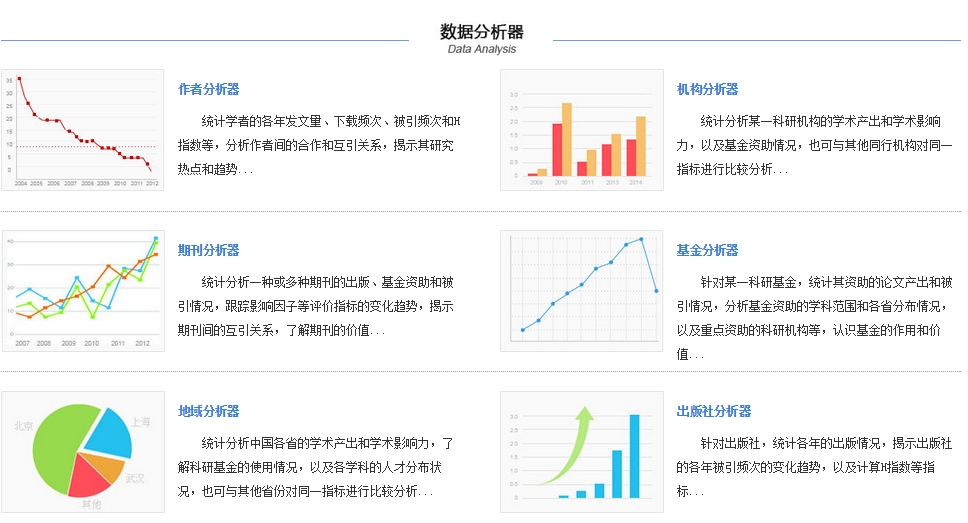 数据分析器
Data Analysis
35
30
25
20
15
10
5
0
2004 2005 2006 2007 2008 2009 2010 2011 2012
作者分析器
统计学者的各年发文量、下载频次、被引频次和H
指数等，分析作者间的合作和互引关系，揭示其研究
热点和趋势...
3.0
2.5
2.0
1.5
1.0
0.5
0
2009 2010 2011 2013 2014
机构分析器
统计分析某一科研机构的学术产出和学术影响
力，以及基金资助情况，也可与其他同行机构对同一
指标进行比较分析...
40
30
20
10
0
2007 2008 2009 2010 2011 2012
期刊分析器
统计分析一种或多种期刊的出版、基金资助和被
引情况，跟踪影响因子等评价指标的变化趋势，揭示
期刊间的互引关系，了解期刊的价值...
基金分析器
针对某一科研基金，统计其资助的论文产出和被
引情况，分析基金资助的学科范围和各省分布情况，
以及重点资助的科研机构等，认识基金的作用和价
值...
北京
上海
武汉
其他
地域分析器
统计分析中国各省的学术产出和学术影响力，了
解科研基金的使用情况，以及各学科的人才分布状
况，也可与其他省份对同一指标进行比较分析...
3.0
2.5
2.0
1.5
1.0
0.5
0
出版社分析器
针对出版社，统计各年的出版情况，揭示出版社
的各年被引频次的变化趋势，以及计算H指数等指
标...